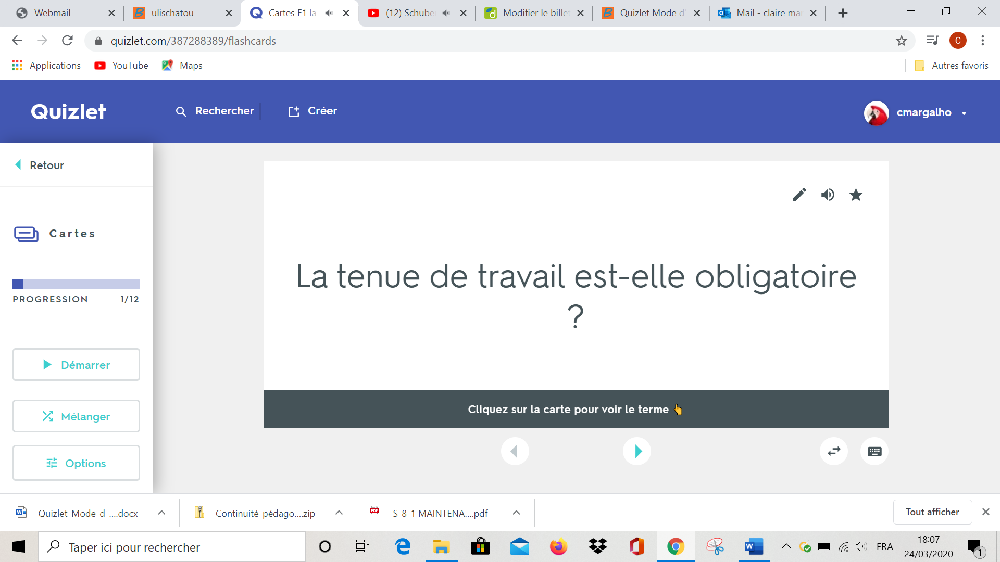 Webmail
ulischatou
Cartes F1 la
(12) Schube
Modifier le billet
Quizlet Mode d'
Mail - claire mar
quizlet.com/387288389/flashcards
C
Applications
YouTube
Maps
Autres favoris
Quizlet
Rechercher
Créer
cmargalho
Retour
Cartes
PROGRESSION 1/12
Démarrer
Mélanger
Options
La tenue de travail est-elle obligatoire
?
Cliquez sur la carte pour voir le terme
Quizlet_Mode_d_....docx
Continuité_pédago....zip
PDF
S-8-1 MAINTENA....pdf
Tout afficher
Taper ici pour rechercher
FRA
18:07
24/03/2020
1